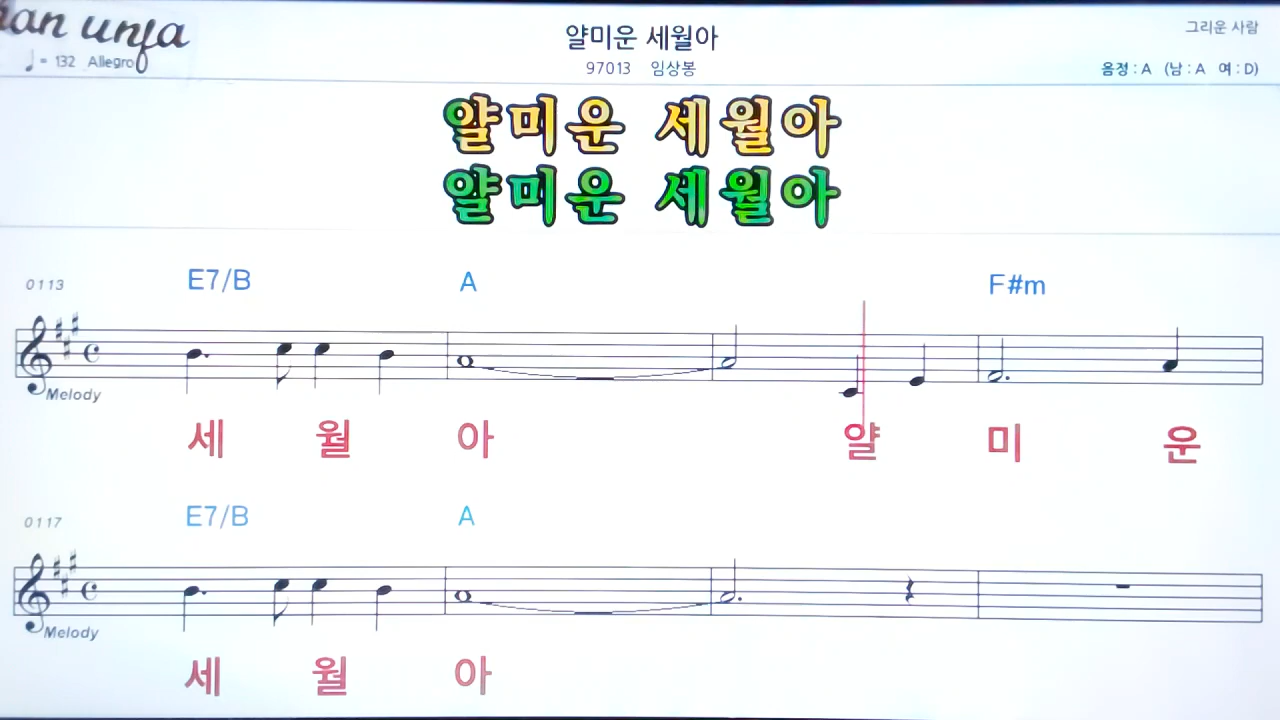 얄미운 세월아
그리운 사람
♩= 132 Allegro
97013 임상봉
음정 : A (남 : A 여 : D)
얄미운 세월아
얄미운 세월아
0113 E7/B A F#m
Melody
세 월 아 얄 미 운
0117 E7/B A
Melody
세 월 아